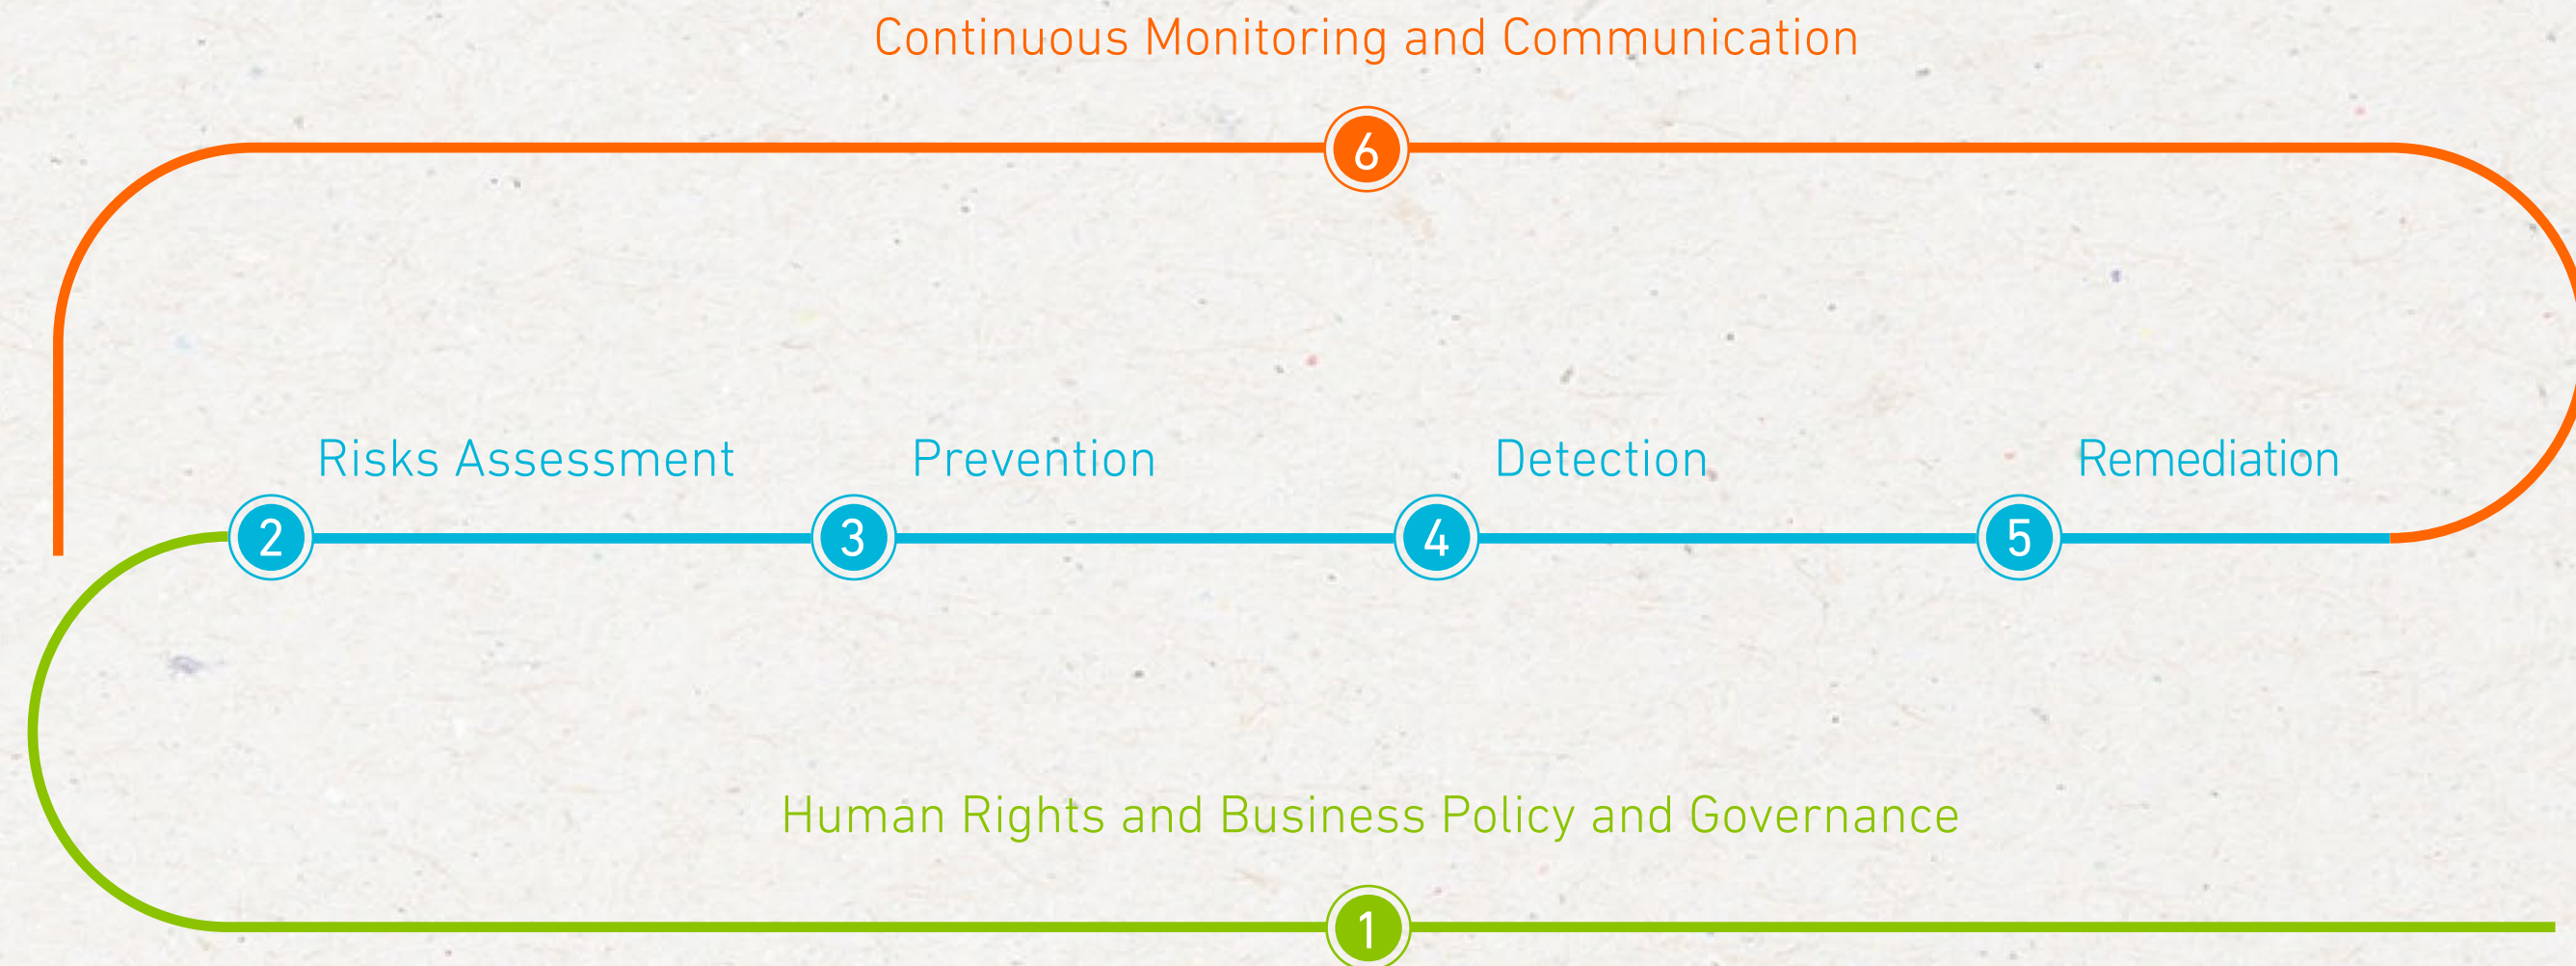 Continuous Monitoring and Communication
6
Risks Assessment
Prevention
Detection
Remediation
2
3
4
5
Human Rights and Business Policy and Governance
1